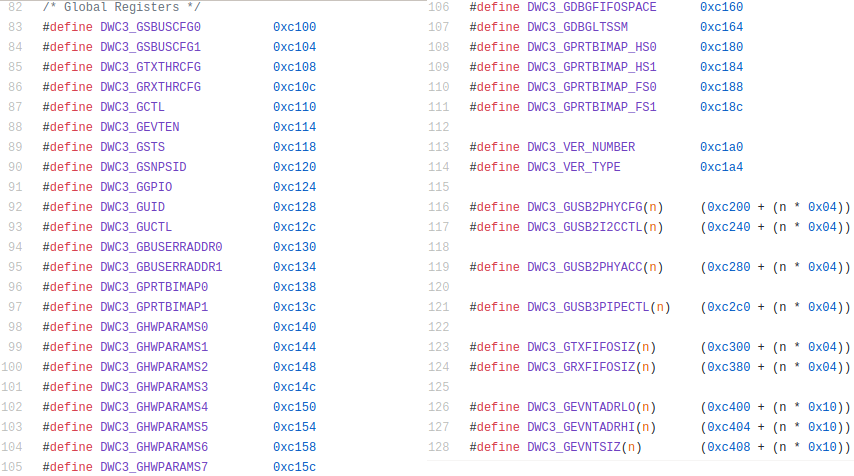 82 /* Global Registers */
83 #define DWC3_GSBUSCFG0 0xc100
84 #define DWC3_GSBUSCFG1 0xc104
85 #define DWC3_GTXTHRCFG 0xc108
86 #define DWC3_GRXTHRCFG 0xc10c
87 #define DWC3_GCTL 0xc110
88 #define DWC3_GEVTEN 0xc114
89 #define DWC3_GSTS 0xc118
90 #define DWC3_GSNPSID 0xc120
91 #define DWC3_GGPIO 0xc124
92 #define DWC3_GUID 0xc128
93 #define DWC3_GUCTL 0xc12c
94 #define DWC3_GBUSERRADDR0 0xc130
95 #define DWC3_GBUSERRADDR1 0xc134
96 #define DWC3_GPRTBIMAP0 0xc138
97 #define DWC3_GPRTBIMAP1 0xc13c
98 #define DWC3_GHWPARAMS0 0xc140
99 #define DWC3_GHWPARAMS1 0xc144
100 #define DWC3_GHWPARAMS2 0xc148
101 #define DWC3_GHWPARAMS3 0xc14c
102 #define DWC3_GHWPARAMS4 0xc150
103 #define DWC3_GHWPARAMS5 0xc154
104 #define DWC3_GHWPARAMS6 0xc158
105 #define DWC3_GHWPARAMS7 0xc15c
106 #define DWC3_GDBGFIFOSPACE 0xc160
107 #define DWC3_GDBGLTSSM 0xc164
108 #define DWC3_GPRTBIMAP_HS0 0xc180
109 #define DWC3_GPRTBIMAP_HS1 0xc184
110 #define DWC3_GPRTBIMAP_FS0 0xc188
111 #define DWC3_GPRTBIMAP_FS1 0xc18c
112
113 #define DWC3_VER_NUMBER 0xc1a0
114 #define DWC3_VER_TYPE 0xc1a4
115
116 #define DWC3_GUSB2PHYCFG(n) (0xc200 + (n * 0x04))
117 #define DWC3_GUSB2I2CCTL(n) (0xc240 + (n * 0x04))
118
119 #define DWC3_GUSB2PHYACC(n) (0xc280 + (n * 0x04))
120
121 #define DWC3_GUSB3PIPECTL(n) (0xc2c0 + (n * 0x04))
122
123 #define DWC3_GTXFIFOSIZ(n) (0xc300 + (n * 0x04))
124 #define DWC3_GRXFIFOSIZ(n) (0xc380 + (n * 0x04))
125
126 #define DWC3_GEVNTADRLO(n) (0xc400 + (n * 0x10))
127 #define DWC3_GEVNTADRHI(n) (0xc404 + (n * 0x10))
128 #define DWC3_GEVNTSIZ(n) (0xc408 + (n * 0x10))